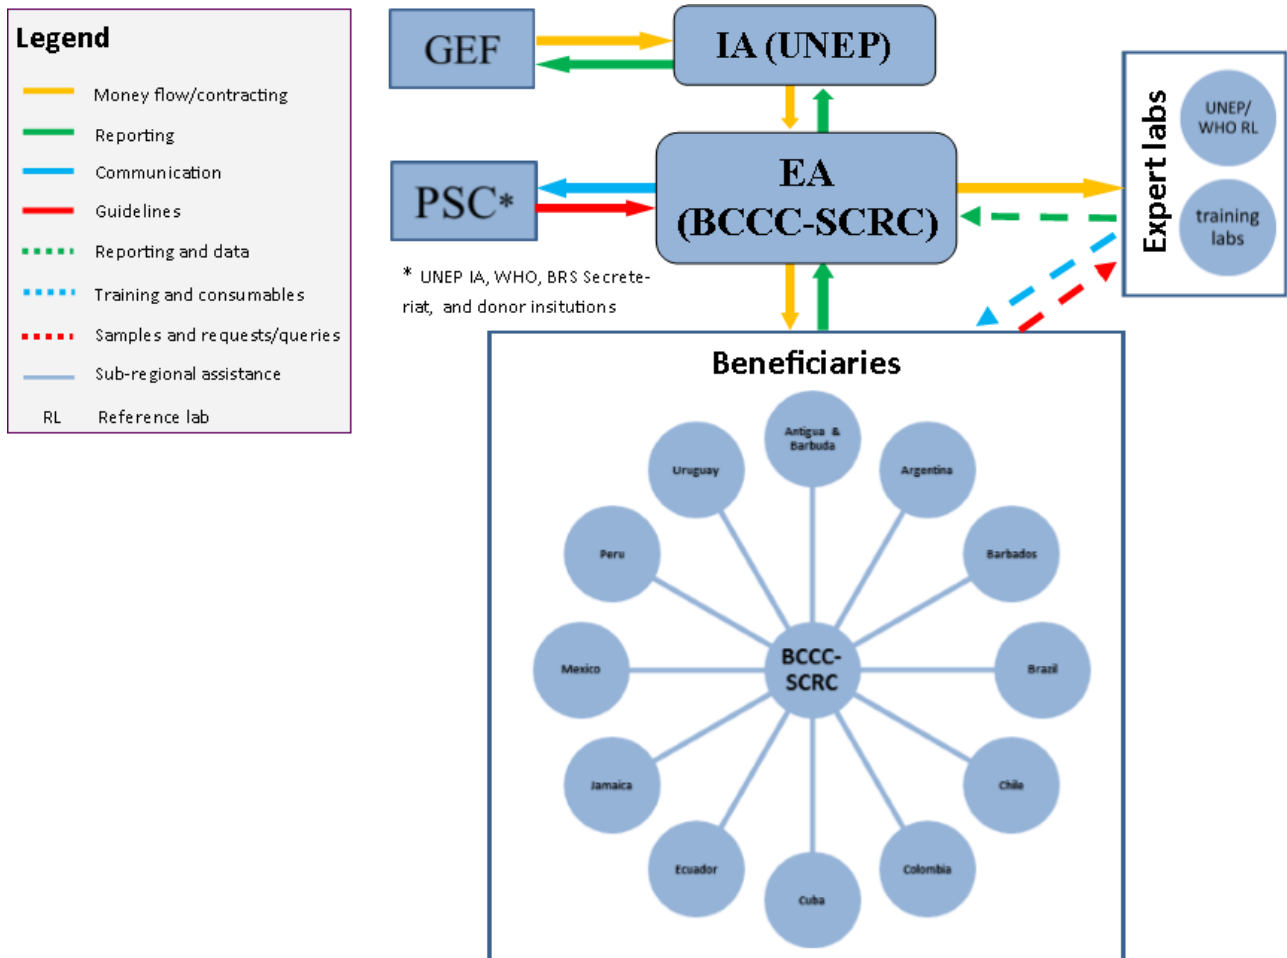 Legend
Money flow/contracting
Reporting
Communication
Guidelines
Reporting and data
Training and consumables
Samples and requests/queries
Sub-regional assistance
RL Reference lab
GEF
IA (UNEP)
PSC*
EA
(BCCC-SCRC)
* UNEP IA, WHO, BRS Secrete-
riat, and donor insitutions
Expert labs
UNEP/
WHO RL
training
labs
Beneficiaries
Antigua &
Barbuda
Argentina
Barbados
Brazil
Chile
Colombia
Cuba
Ecuador
Jamaica
Mexico
Peru
Uruguay
BCCC-
SCRC